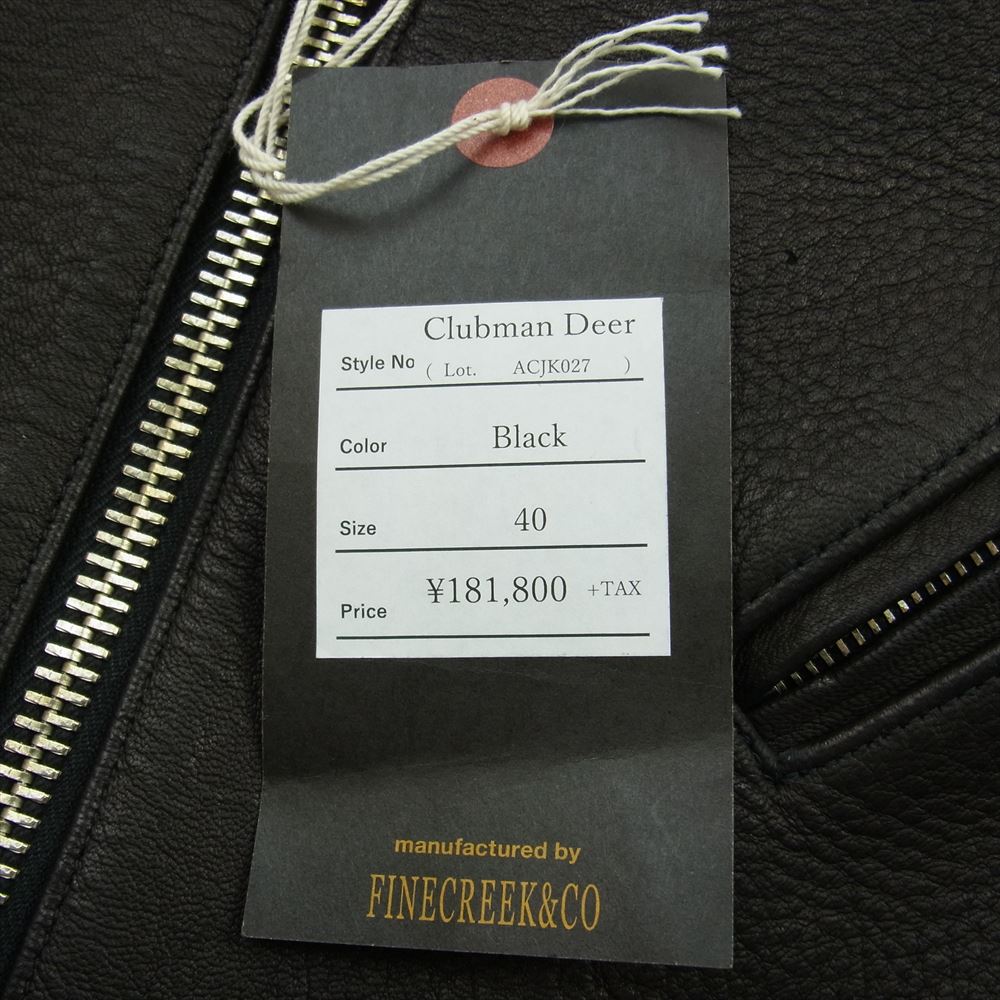 Clubman Deer
Style No ( Lot. ACJK027 )
Color Black
Size 40
Price ¥181,800 +TAX
manufactured by
FINECREEK&CO